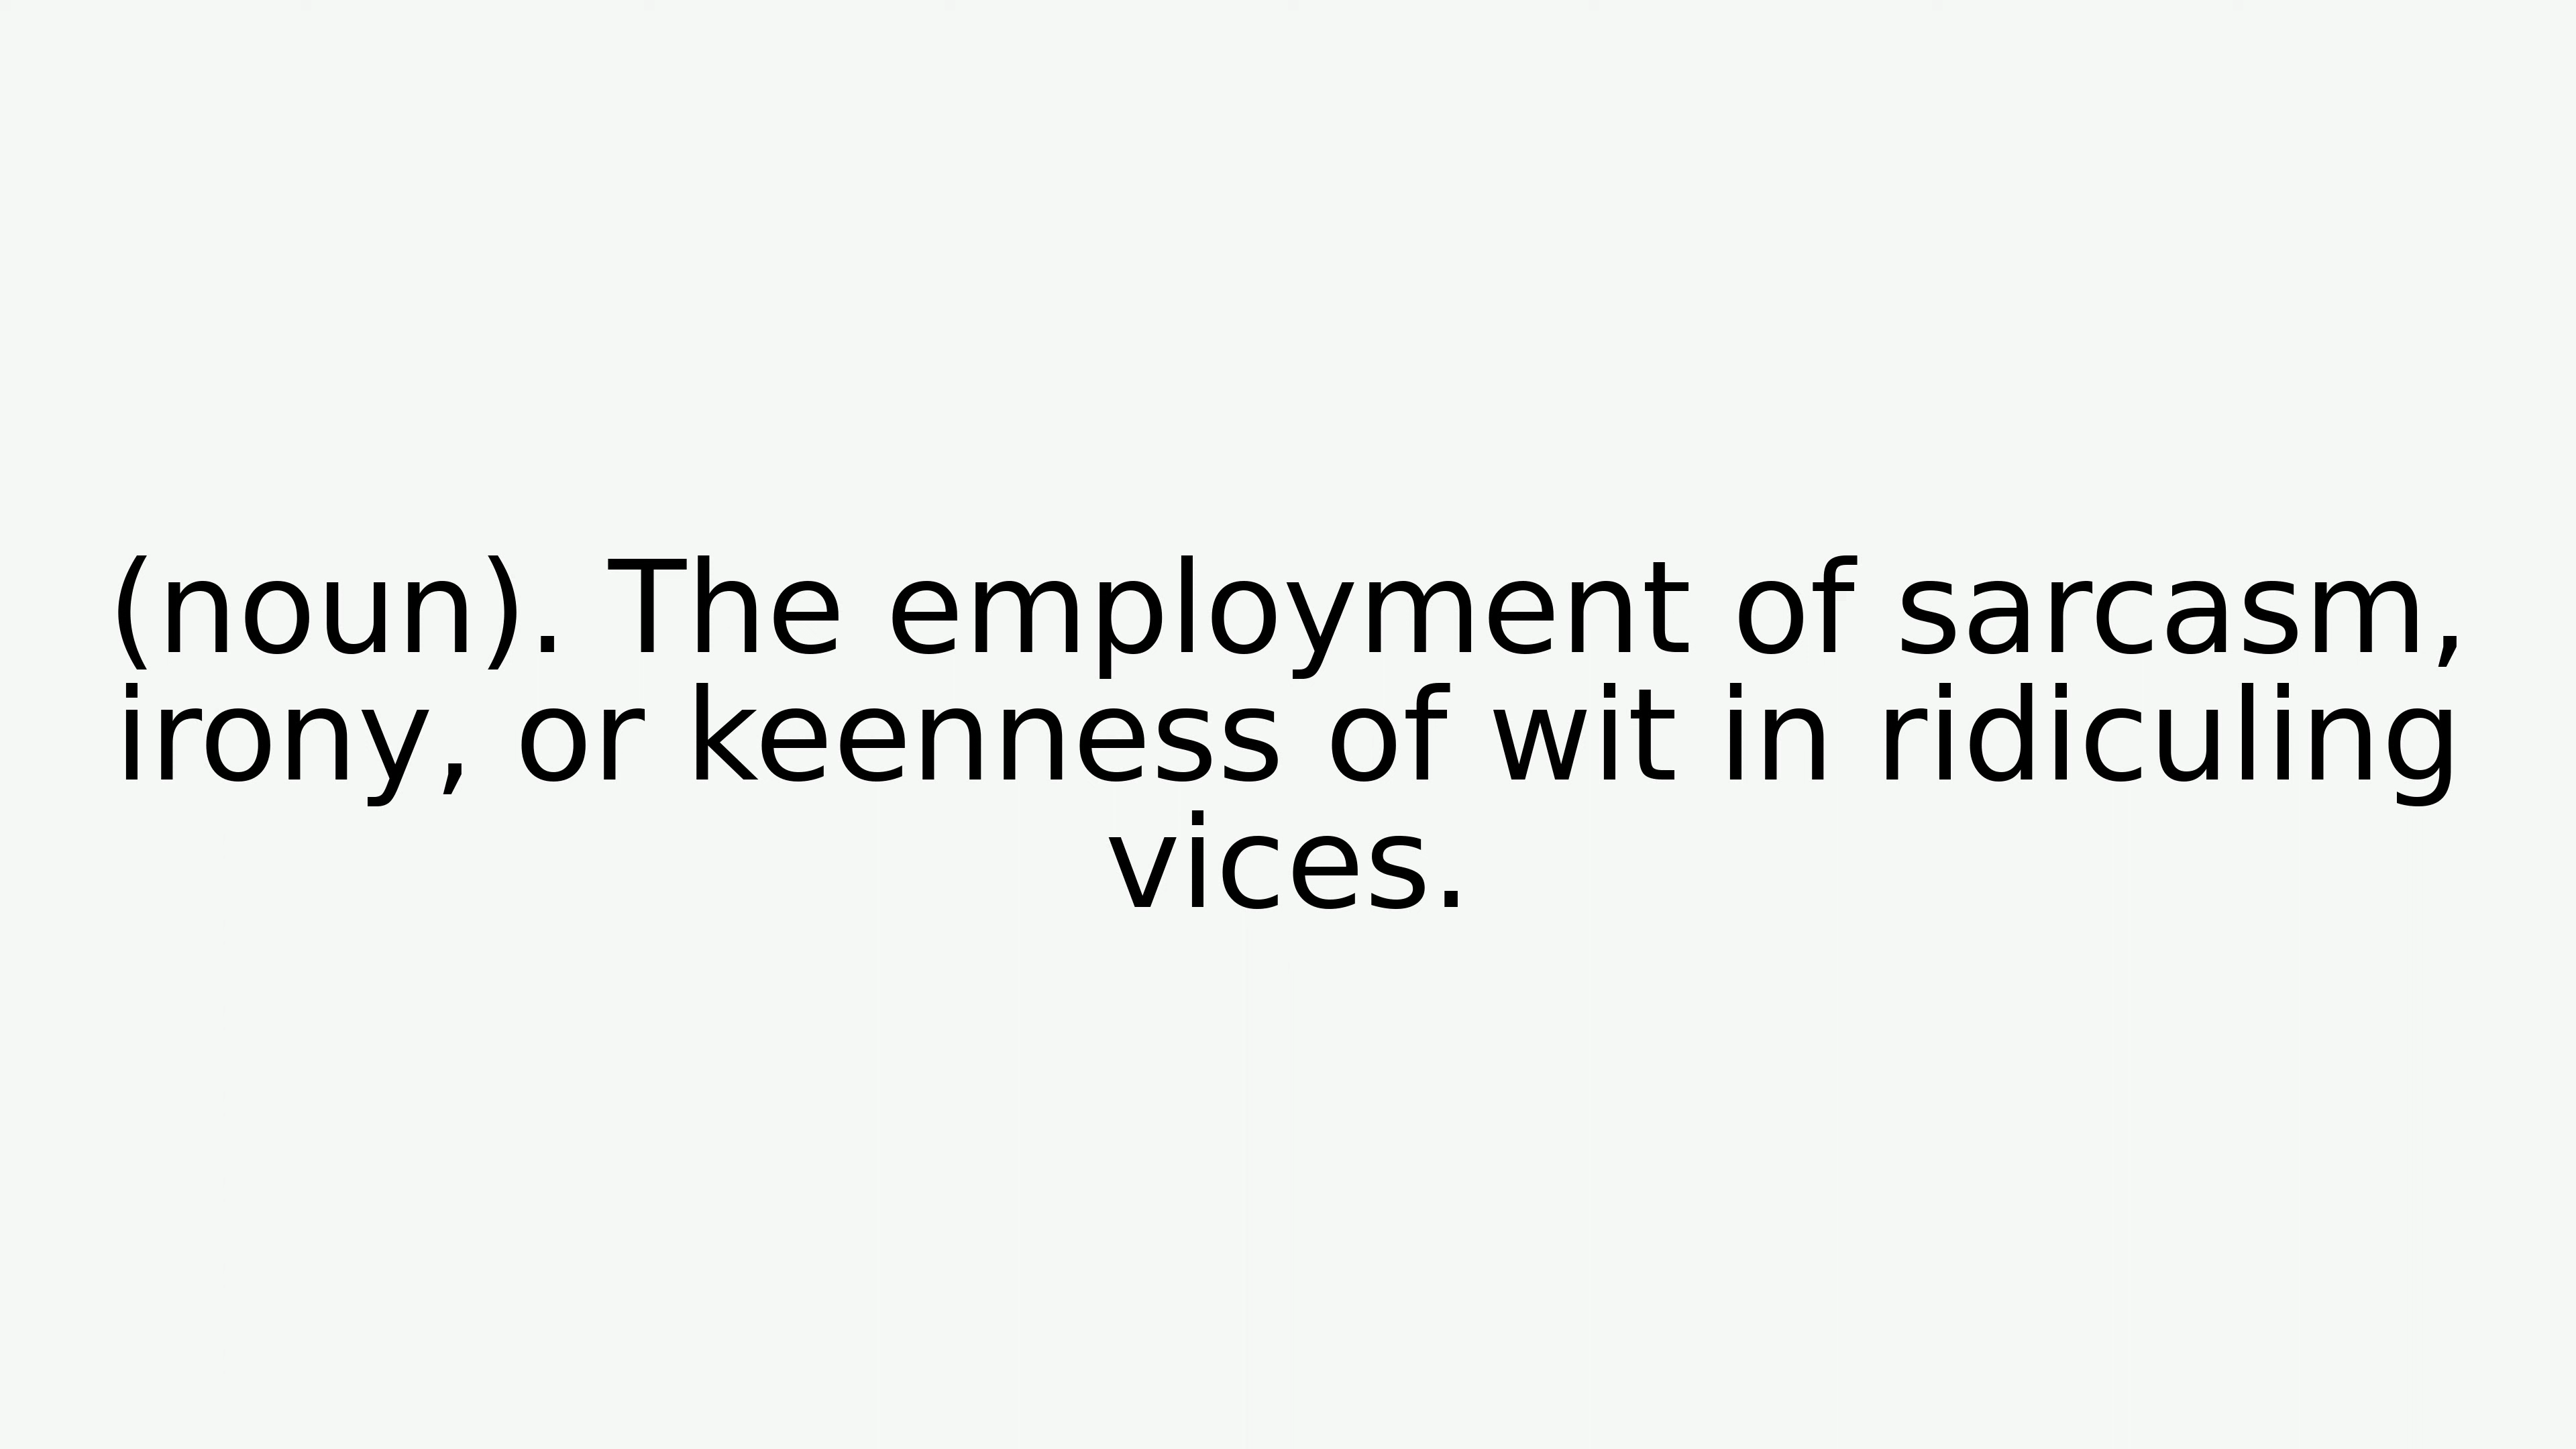 (noun). The employment of sarcasm,
irony, or keenness of wit in ridiculing
vices.